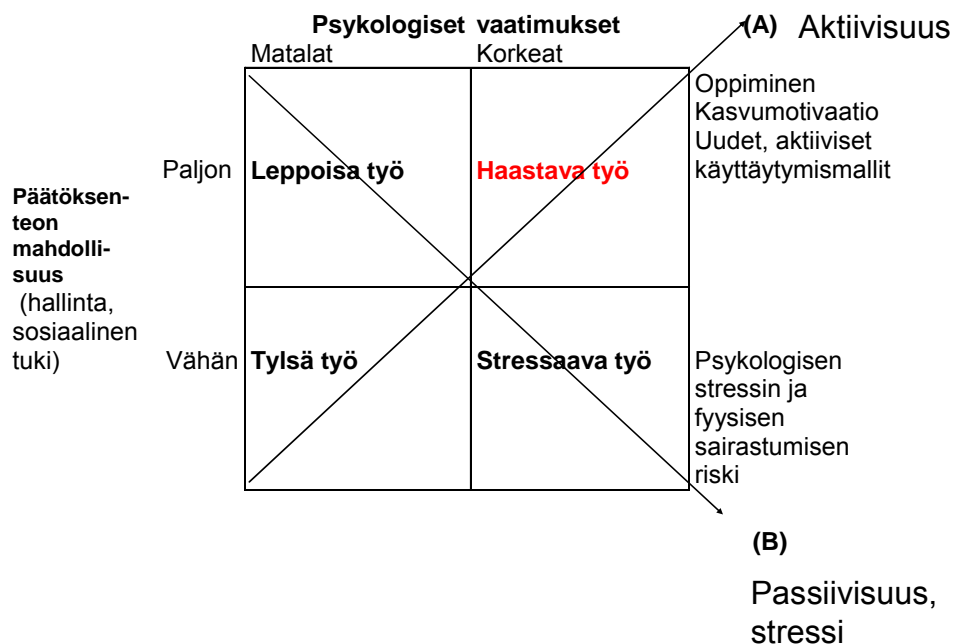 Psykologiset vaatimukset
(A) Aktiivisuus
Matalat
Korkeat
Oppiminen
Kasvumotivaatio
Uudet, aktiiviset
käyttäytymismallit
Paljon
Leppoisa työ
Haastava työ
Päätöksen-
teon
mahdolli-
suus
(hallinta,
sosiaalinen
tuki)
Vähän
Tylsä työ
Stressaava työ
Psykologisen
stressin ja
fyysisen
sairastumisen
riski
(B)
Passiivisuus,
stressi